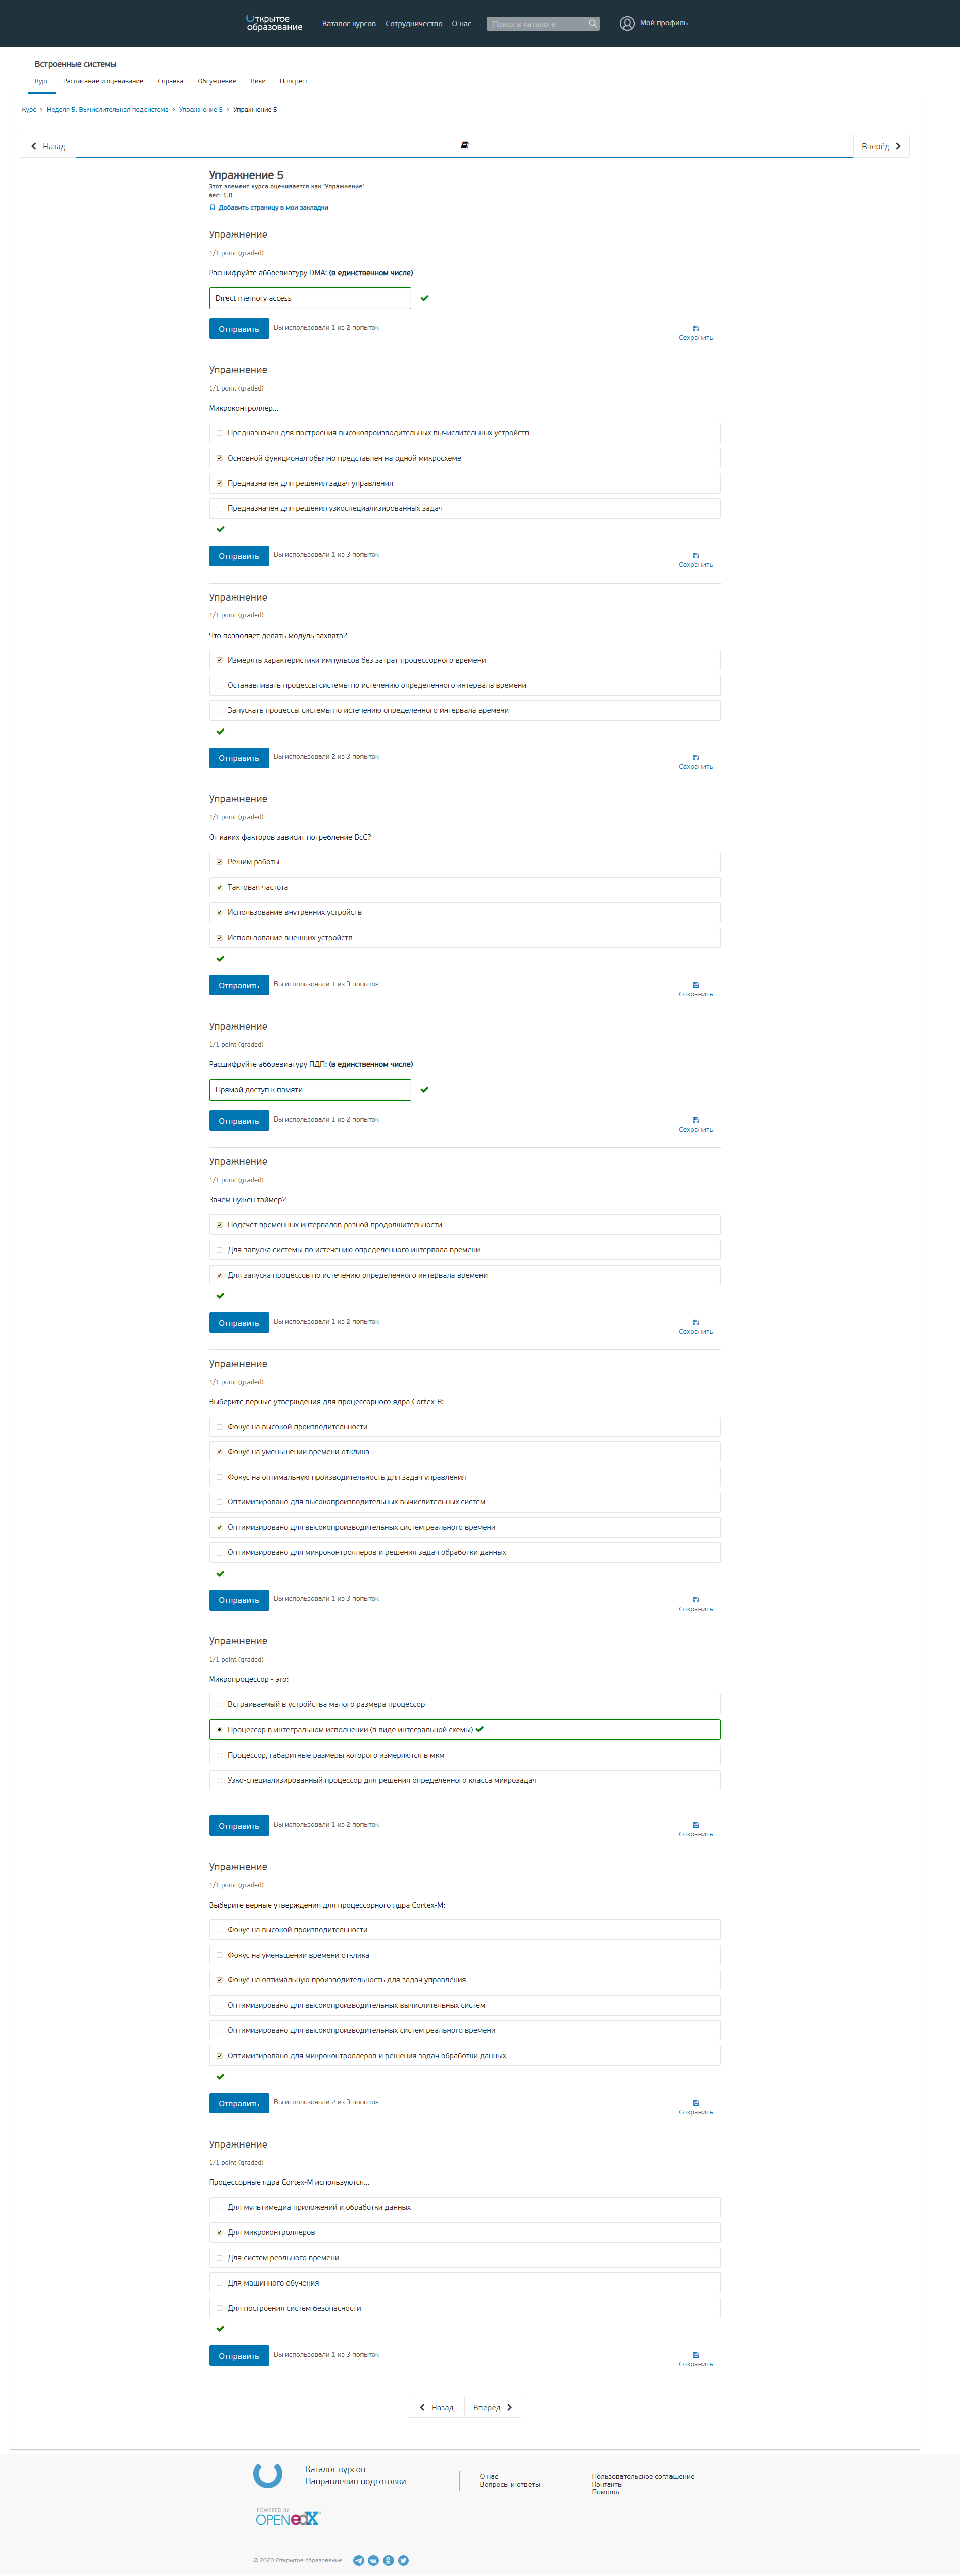 Открытое образование
Каталог курсов Сотрудничество О нас Поиск в каталоге Мой профиль
Встроенные системы
Курс Расписание и оценивание Справка Обсуждение Вики Прогресс
Курс › Неделя 5. Вычислительная подсистема › Упражнение 5 › Упражнение 5
Назад Вперёд
Упражнение 5
Этот элемент курса оценивается как 'Упражнение'
вес: 1.0
Добавить страницу в мои закладки
Упражнение
1/1 point (graded)
Расшифруйте аббревиатуру DMA: (в единственном числе)
Direct memory access
Отправить Вы использовали 1 из 2 попыток
Сохранить
Упражнение
1/1 point (graded)
Микроконтроллер...
Предназначен для построения высокопроизводительных вычислительных устройств
Основной функционал обычно представлен на одной микросхеме
Предназначен для решения задач управления
Предназначен для решения узкоспециализированных задач
Отправить Вы использовали 1 из 3 попыток
Сохранить
Упражнение
1/1 point (graded)
Что позволяет делать модуль захвата?
Измерять характеристики импульсов без затрат процессорного времени
Останавливать процессы системы по истечению определенного интервала времени
Запускать процессы системы по истечению определенного интервала времени
Отправить Вы использовали 2 из 3 попыток
Сохранить
Упражнение
1/1 point (graded)
От каких факторов зависит потребление ВсС?
Режим работы
Тактовая частота
Использование внутренних устройств
Использование внешних устройств
Отправить Вы использовали 1 из 3 попыток
Сохранить
Упражнение
1/1 point (graded)
Расшифруйте аббревиатуру ПДП: (в единственном числе)
Прямой доступ к памяти
Отправить Вы использовали 1 из 2 попыток
Сохранить
Упражнение
1/1 point (graded)
Зачем нужен таймер?
Подсчет временных интервалов разной продолжительности
Для запуска системы по истечению определенного интервала времени
Для запуска процессов по истечению определенного интервала времени
Отправить Вы использовали 1 из 2 попыток
Сохранить
Упражнение
1/1 point (graded)
Выберите верные утверждения для процессорного ядра Cortex-R:
Фокус на высокой производительности
Фокус на уменьшении времени отклика
Фокус на оптимальную производительность для задач управления
Оптимизировано для высокопроизводительных вычислительных систем
Оптимизировано для высокопроизводительных систем реального времени
Оптимизировано для микроконтроллеров и решения задач обработки данных
Отправить Вы использовали 1 из 3 попыток
Сохранить
Упражнение
1/1 point (graded)
Микропроцессор - это:
Встраиваемый в устройства малого размера процессор
Процессор в интегральном исполнении (в виде интегральной схемы)
Процессор, габаритные размеры которого измеряются в мкм
Узко-специализированный процессор для решения определенного класса микрозадач
Отправить Вы использовали 1 из 2 попыток
Сохранить
Упражнение
1/1 point (graded)
Выберите верные утверждения для процессорного ядра Cortex-M:
Фокус на высокой производительности
Фокус на уменьшении времени отклика
Фокус на оптимальную производительность для задач управления
Оптимизировано для высокопроизводительных вычислительных систем
Оптимизировано для высокопроизводительных систем реального времени
Оптимизировано для микроконтроллеров и решения задач обработки данных
Отправить Вы использовали 2 из 3 попыток
Сохранить
Упражнение
1/1 point (graded)
Процессорные ядра Cortex-M используются...
Для мультимедиа приложений и обработки данных
Для микроконтроллеров
Для систем реального времени
Для машинного обучения
Для построения систем безопасности
Отправить Вы использовали 1 из 3 попыток
Сохранить
Назад Вперёд
Каталог курсов
Направления подготовки
О нас
Вопросы и ответы
Пользовательское соглашение
Контакты
Помощь
POWERED BY
OPEN edX
© 2020 Открытое образование